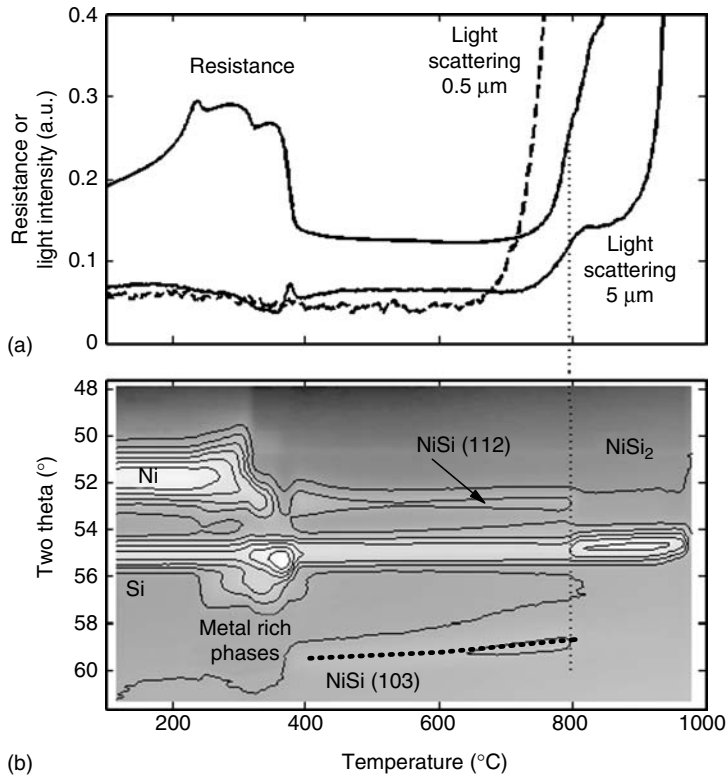 0.4
0.3
0.2
0.1
0
Resistance or
light intensity (a.u.)
Resistance
Light
scattering
0.5 μm
Light
scattering
5 μm
(a)
48
50
52
54
56
58
60
Two theta (°)
Ni
Si
Metal rich
phases
NiSi (112)
NiSi₂
NiSi (103)
200
400
600
800
1000
(b)
Temperature (°C)